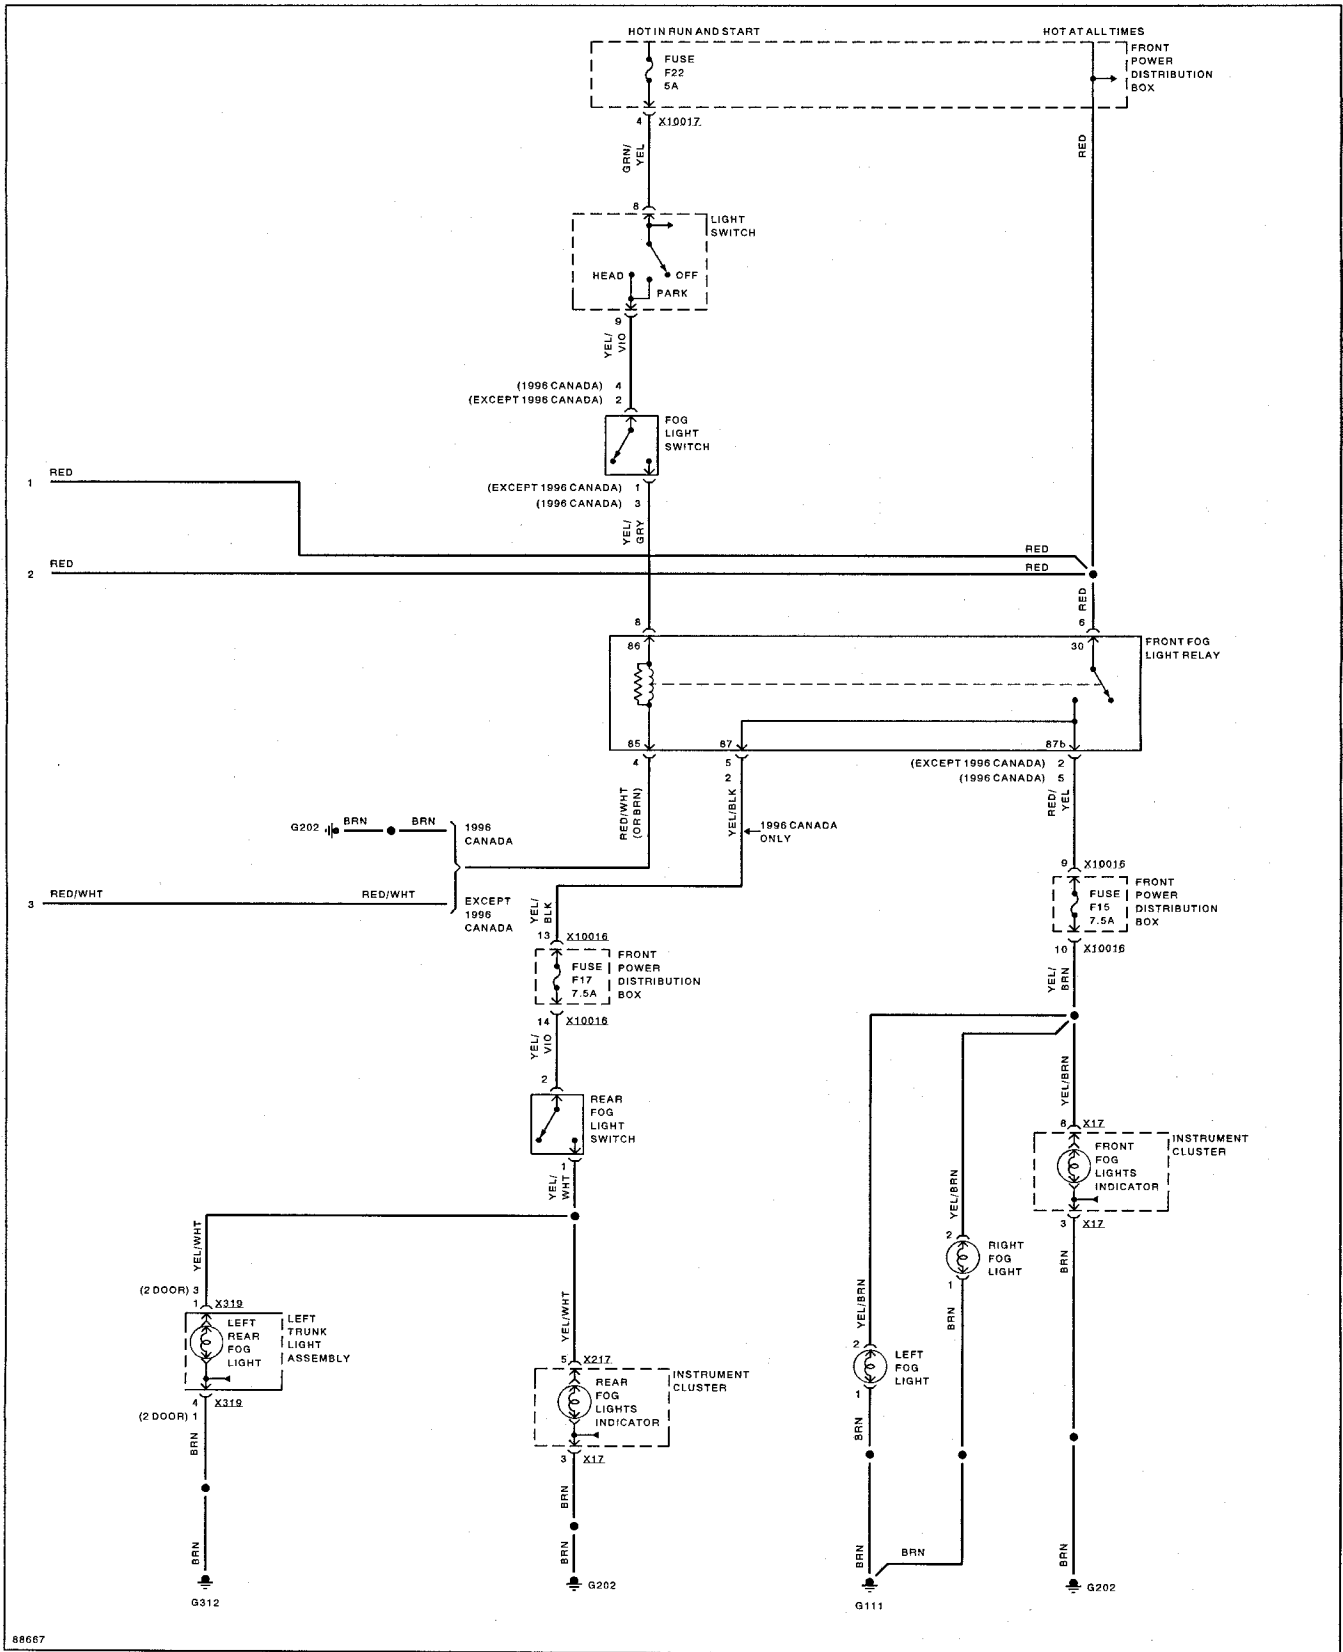 HOT IN RUN AND START
HOT AT ALL TIMES
FUSE
F22
5A
FRONT
POWER
DISTRIBUTION
BOX
4 X10017
GRN/
YEL
RED
8
LIGHT
SWITCH
HEAD
OFF
PARK
9
YEL/
VIO
(1996 CANADA) 4
(EXCEPT 1996 CANADA) 2
FOG
LIGHT
SWITCH
(EXCEPT 1996 CANADA) 1
(1996 CANADA) 3
YEL/
GRY
1 RED
RED
2 RED
RED
RED
8
6
86
30
FRONT FOG
LIGHT RELAY
85
87
87b
4
5
2
(EXCEPT 1996 CANADA) 2
(1996 CANADA) 5
RED/WHT
(OR BRN)
YEL/BLK
1996 CANADA
ONLY
RED/
YEL
G202 BRN BRN
1996
CANADA
3 RED/WHT RED/WHT
EXCEPT
1996
CANADA
9 X10016
FUSE
F15
7.5A
FRONT
POWER
DISTRIBUTION
BOX
10 X10016
YEL/
BRN
YEL/
BLK
13 X10016
FUSE
F17
7.5A
FRONT
POWER
DISTRIBUTION
BOX
14 X10016
YEL/
VIO
2
REAR
FOG
LIGHT
SWITCH
1
YEL/
WHT
YEL/BRN
8 X17
FRONT
FOG
LIGHTS
INDICATOR
INSTRUMENT
CLUSTER
3 X17
BRN
YEL/BRN
2
RIGHT
FOG
LIGHT
1
BRN
YEL/BRN
2
LEFT
FOG
LIGHT
1
BRN
YEL/WHT
(2 DOOR) 3
1 X319
LEFT
REAR
FOG
LIGHT
LEFT
TRUNK
LIGHT
ASSEMBLY
4 X319
(2 DOOR) 1
BRN
YEL/WHT
5 X217
REAR
FOG
LIGHTS
INDICATOR
INSTRUMENT
CLUSTER
3 X17
BRN
BRN
G312
BRN
G202
BRN
BRN
G111
BRN
G202
88667